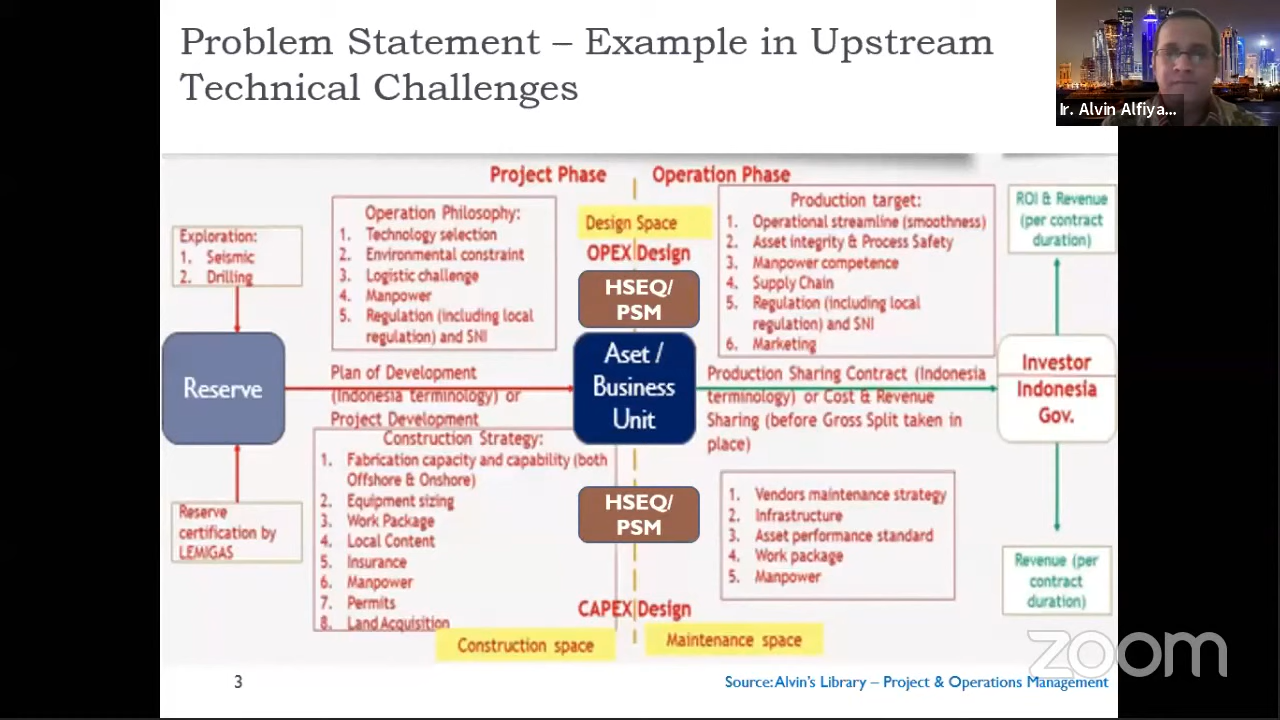 Problem Statement – Example in Upstream
Technical Challenges
Ir. Alvin Alfiya...
Project Phase
Operation Phase
Exploration:
1. Seismic
2. Drilling
Operation Philosophy:
1. Technology selection
2. Environmental constraint
3. Logistic challenge
4. Manpower
5. Regulation (including local
regulation) and SNI
Design Space
OPEX Design
HSEQ/
PSM
Production target:
1. Operational streamline (smoothness)
2. Asset integrity & Process Safety
3. Manpower competence
4. Supply Chain
5. Regulation (including local
regulation) and SNI
6. Marketing
ROI & Revenue
(per contract
duration)
Reserve
Plan of Development
(Indonesia terminology) or
Project Development
Aset /
Business
Unit
Production Sharing Contract (Indonesia
terminology) or Cost & Revenue
Sharing (before Gross Split taken in
place)
Investor
Indonesia
Gov.
Reserve
certification by
LEMIGAS
Construction Strategy:
1. Fabrication capacity and capability (both
Offshore & Onshore)
2. Equipment sizing
3. Work Package
4. Local Content
5. Insurance
6. Manpower
7. Permits
8. Land Acquisition
HSEQ/
PSM
CAPEX Design
1. Vendors maintenance strategy
2. Infrastructure
3. Asset performance standard
4. Work package
5. Manpower
Revenue (per
contract
duration)
Construction space
Maintenance space
zoom
3
Source: Alvin's Library – Project & Operations Management